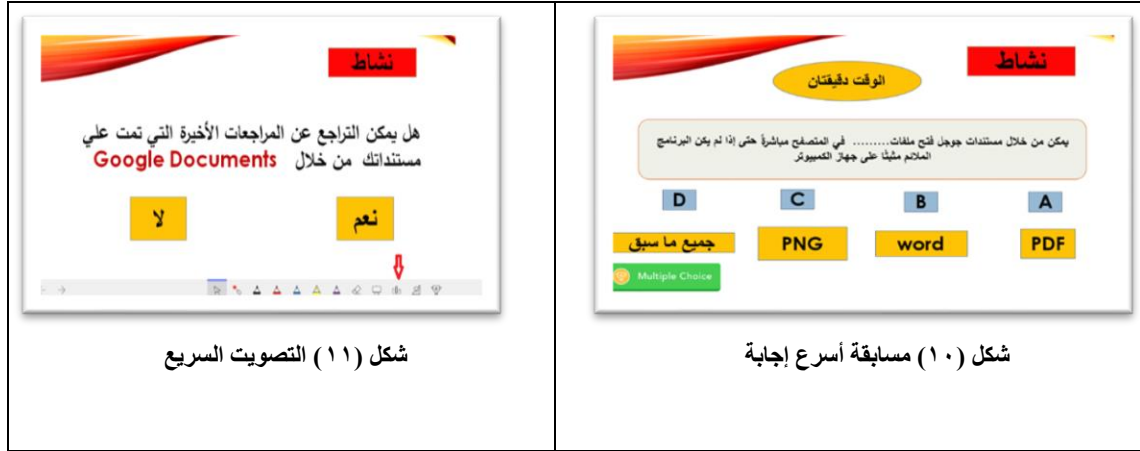 نشاط
الوقت دقيقتان
يمكن من خلال مستندات جوجل فتح ملفات......... في المتصفح مباشرةً حتى إذا لم يكن البرنامج
الملائم مثبتًا على جهاز الكمبيوتر
A B C D
PDF word PNG جميع ما سبق
Multiple Choice
شكل (١٠) مسابقة أسرع إجابة
نشاط
هل يمكن التراجع عن المراجعات الأخيرة التي تمت علي
مستنداتك من خلال Google Documents
نعم لا
شكل (١١) التصويت السريع